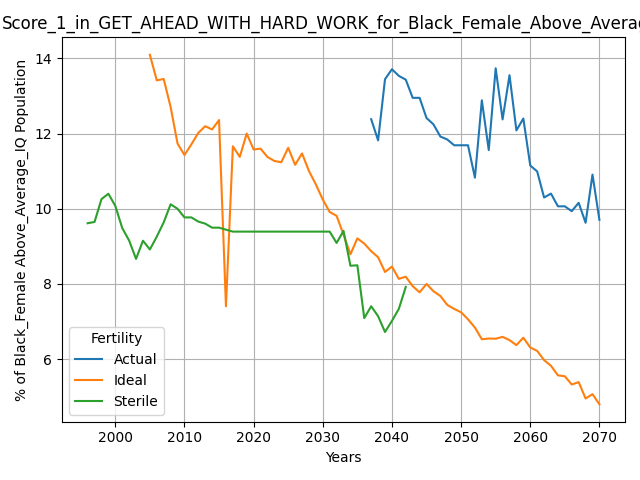 Score_1_in_GET_AHEAD_WITH_HARD_WORK_for_Black_Female_Above_Avera
% of Black_Female Above_Average_IQ Population
14
12
10
8
6
Fertility
Actual
Ideal
Sterile
2000 2010 2020 2030 2040 2050 2060 2070
Years